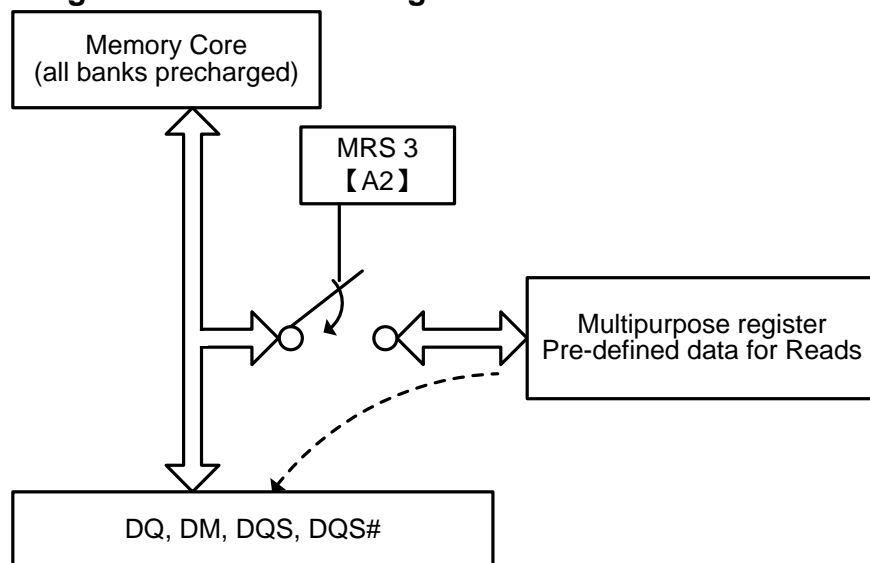 Memory Core
(all banks precharged)
MRS 3
【A2】
Multipurpose register
Pre-defined data for Reads
DQ, DM, DQS, DQS#